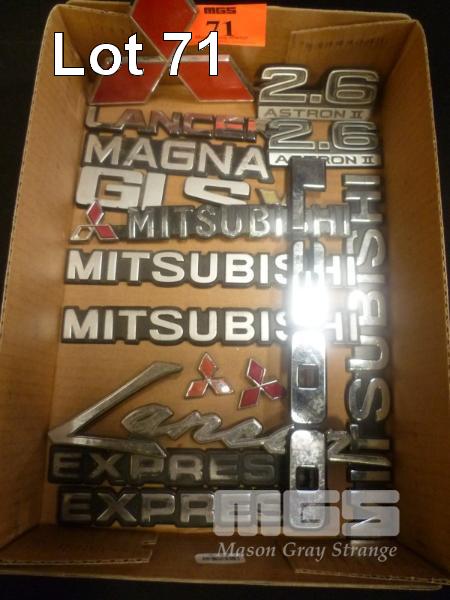 Lot 71
MGS
71
2.6
ASTRON II
LANCER
2.6
ASTRON II
MAGNA
GLS
MITSUBISHI
MITSUBISHI
MITSUBISHI
MITSUBISHI
Lancer
EXPRESS
EXPRESS
MGS
Mason Gray Strange